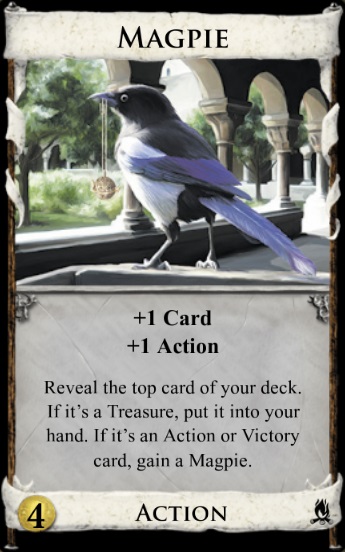 MAGPIE
+1 Card
+1 Action
Reveal the top card of your deck.
If it's a Treasure, put it into your
hand. If it's an Action or Victory
card, gain a Magpie.
4
ACTION